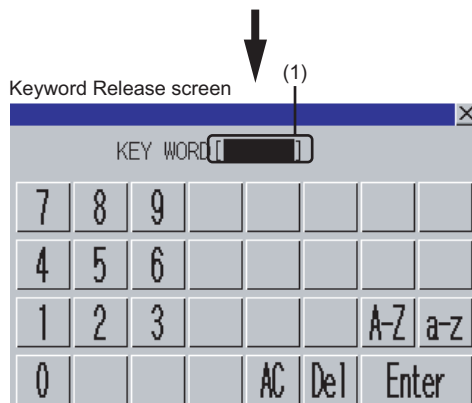 (1)
Keyword Release screen
×
KEY WORD[ ]
7 8 9
4 5 6
1 2 3 A-Z a-z
0 AC Del Enter